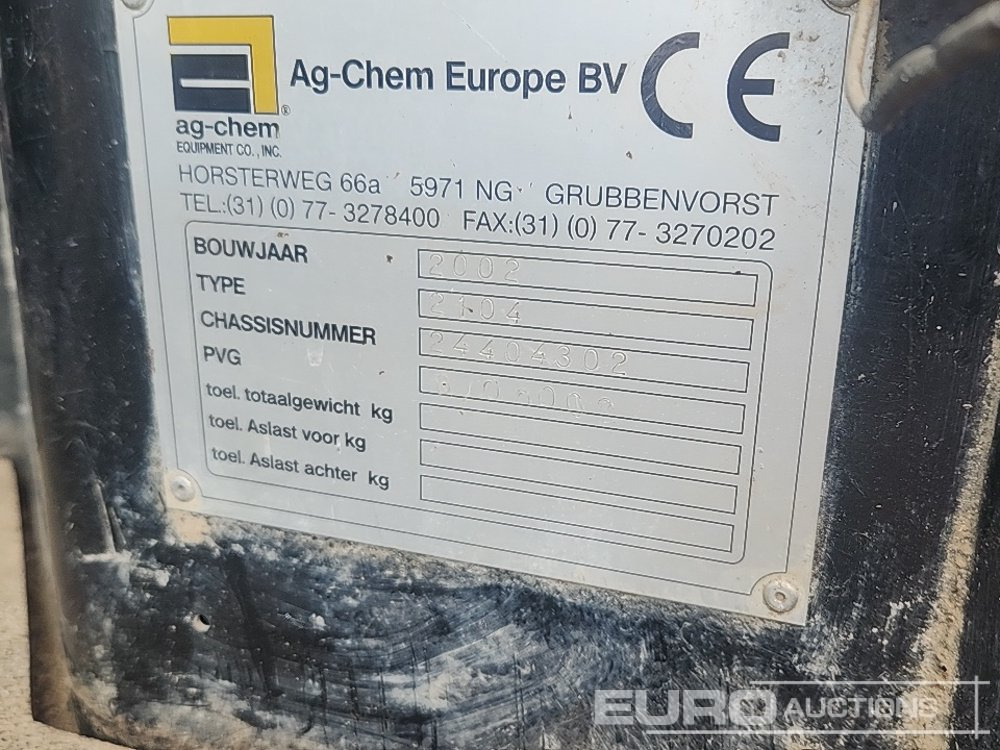 Ag-Chem Europe BV CE
ag-chem®
EQUIPMENT CO., INC.
HORSTERWEG 66a 5971 NG GRUBBENVORST
TEL.:(31) (0) 77- 3278400 FAX:(31) (0) 77- 3270202
BOUWJAAR 2002
TYPE 2104
CHASSISNUMMER 24404302
PVG
toel. totaalgewicht kg
toel. Aslast voor kg
toel. Aslast achter kg
EURO AUCTIONS